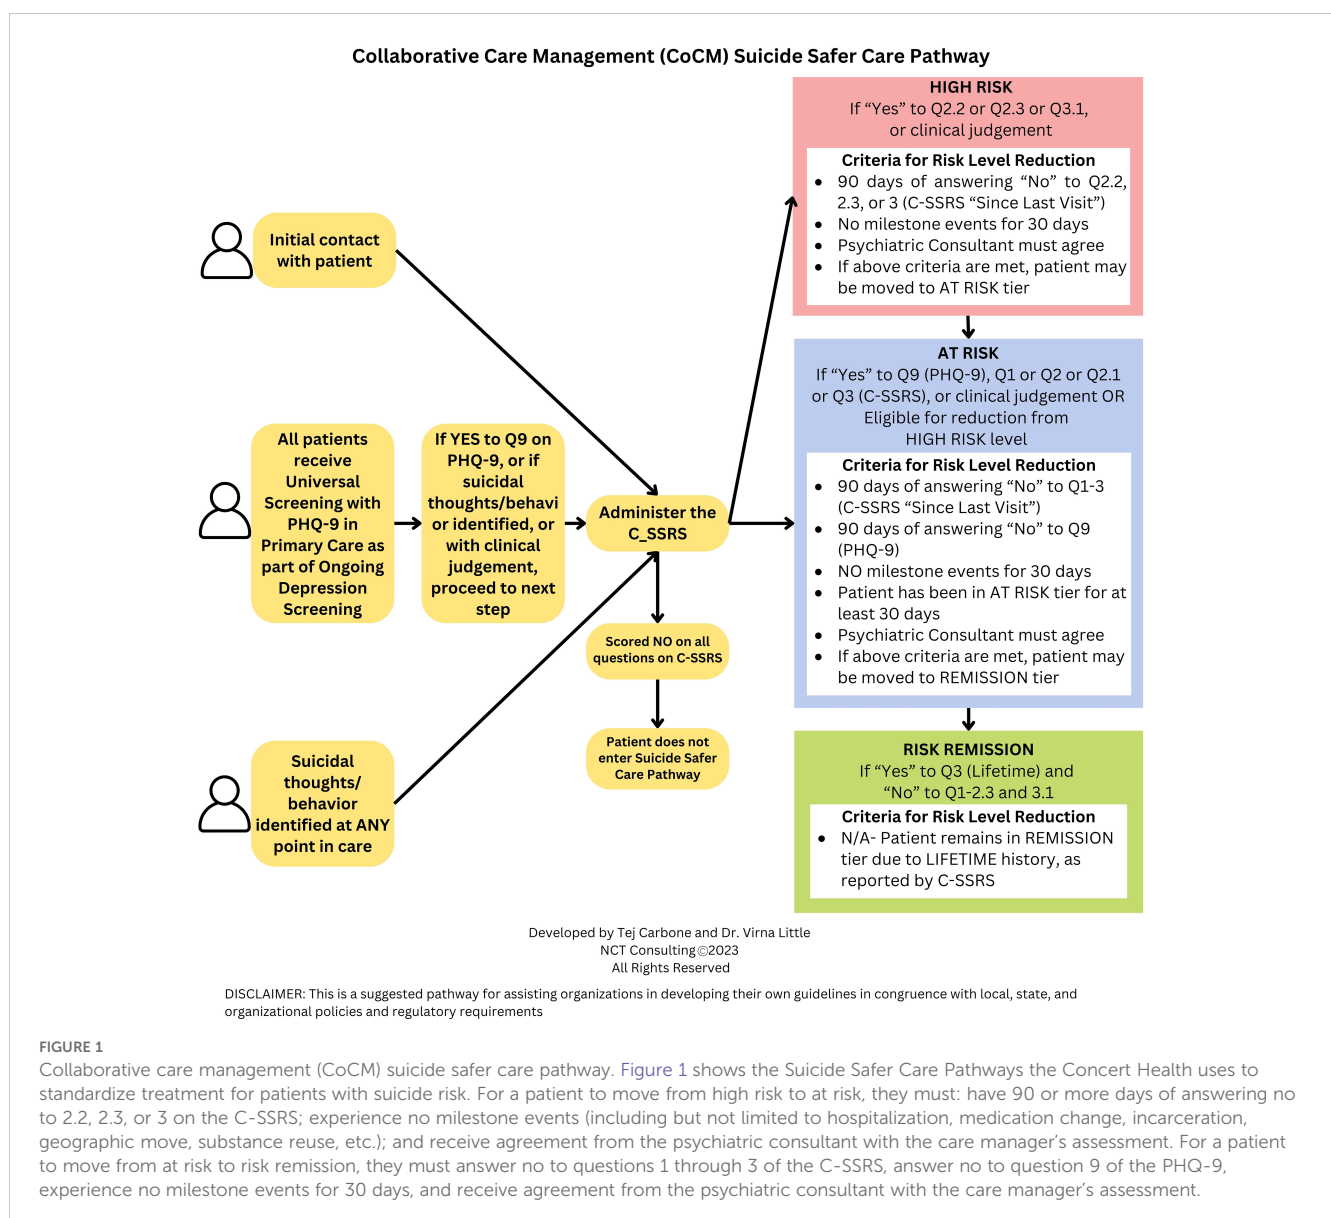 Collaborative Care Management (CoCM) Suicide Safer Care Pathway
Initial contact
with patient
All patients
receive
Universal
Screening with
PHQ-9 in
Primary Care as
part of Ongoing
Depression
Screening
If YES to Q9 on
PHQ-9, or if
suicidal
thoughts/behavi
or identified, or
with clinical
judgement,
proceed to next
step
Suicidal
thoughts/
behavior
identified at ANY
point in care
Administer the
C_SSRS
Scored NO on all
questions on C-SSRS
Patient does not
enter Suicide Safer
Care Pathway
HIGH RISK
If “Yes” to Q2.2 or Q2.3 or Q3.1,
or clinical judgement
Criteria for Risk Level Reduction
• 90 days of answering “No” to Q2.2,
2.3, or 3 (C-SSRS “Since Last Visit”)
• No milestone events for 30 days
• Psychiatric Consultant must agree
• If above criteria are met, patient may
be moved to AT RISK tier
AT RISK
If “Yes” to Q9 (PHQ-9), Q1 or Q2 or Q2.1
or Q3 (C-SSRS), or clinical judgement OR
Eligible for reduction from
HIGH RISK level
Criteria for Risk Level Reduction
• 90 days of answering “No” to Q1-3
(C-SSRS “Since Last Visit”)
• 90 days of answering “No” to Q9
(PHQ-9)
• NO milestone events for 30 days
• Patient has been in AT RISK tier for at
least 30 days
• Psychiatric Consultant must agree
• If above criteria are met, patient may
be moved to REMISSION tier
RISK REMISSION
If “Yes” to Q3 (Lifetime) and
“No” to Q1-2.3 and 3.1
Criteria for Risk Level Reduction
• N/A- Patient remains in REMISSION
tier due to LIFETIME history, as
reported by C-SSRS
Developed by Tej Carbone and Dr. Virna Little
NCT Consulting©2023
All Rights Reserved
DISCLAIMER: This is a suggested pathway for assisting organizations in developing their own guidelines in congruence with local, state, and
organizational policies and regulatory requirements
FIGURE 1
Collaborative care management (CoCM) suicide safer care pathway. Figure 1 shows the Suicide Safer Care Pathways the Concert Health uses to
standardize treatment for patients with suicide risk. For a patient to move from high risk to at risk, they must: have 90 or more days of answering no
to 2.2, 2.3, or 3 on the C-SSRS; experience no milestone events (including but not limited to hospitalization, medication change, incarceration,
geographic move, substance reuse, etc.); and receive agreement from the psychiatric consultant with the care manager’s assessment. For a patient
to move from at risk to risk remission, they must answer no to questions 1 through 3 of the C-SSRS, answer no to question 9 of the PHQ-9,
experience no milestone events for 30 days, and receive agreement from the psychiatric consultant with the care manager’s assessment.